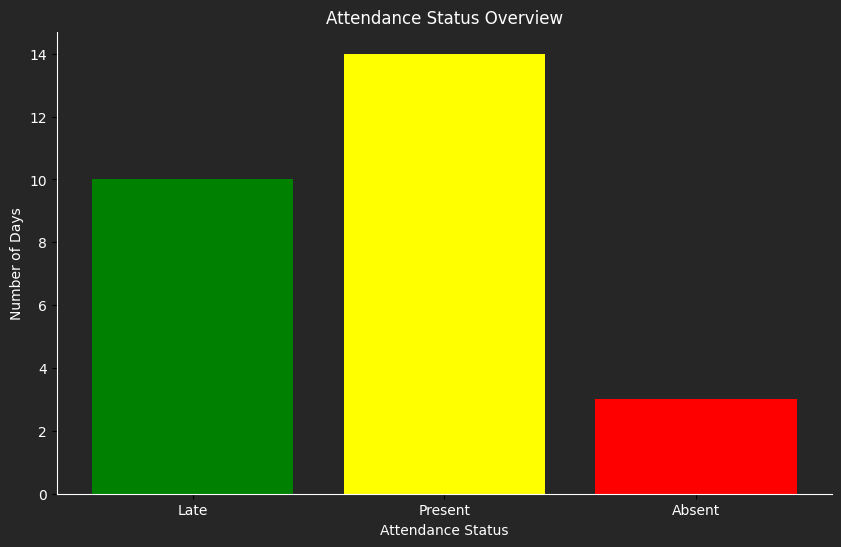 Attendance Status Overview
Number of Days
14
12
10
8
6
4
2
0
Late Present Absent
Attendance Status